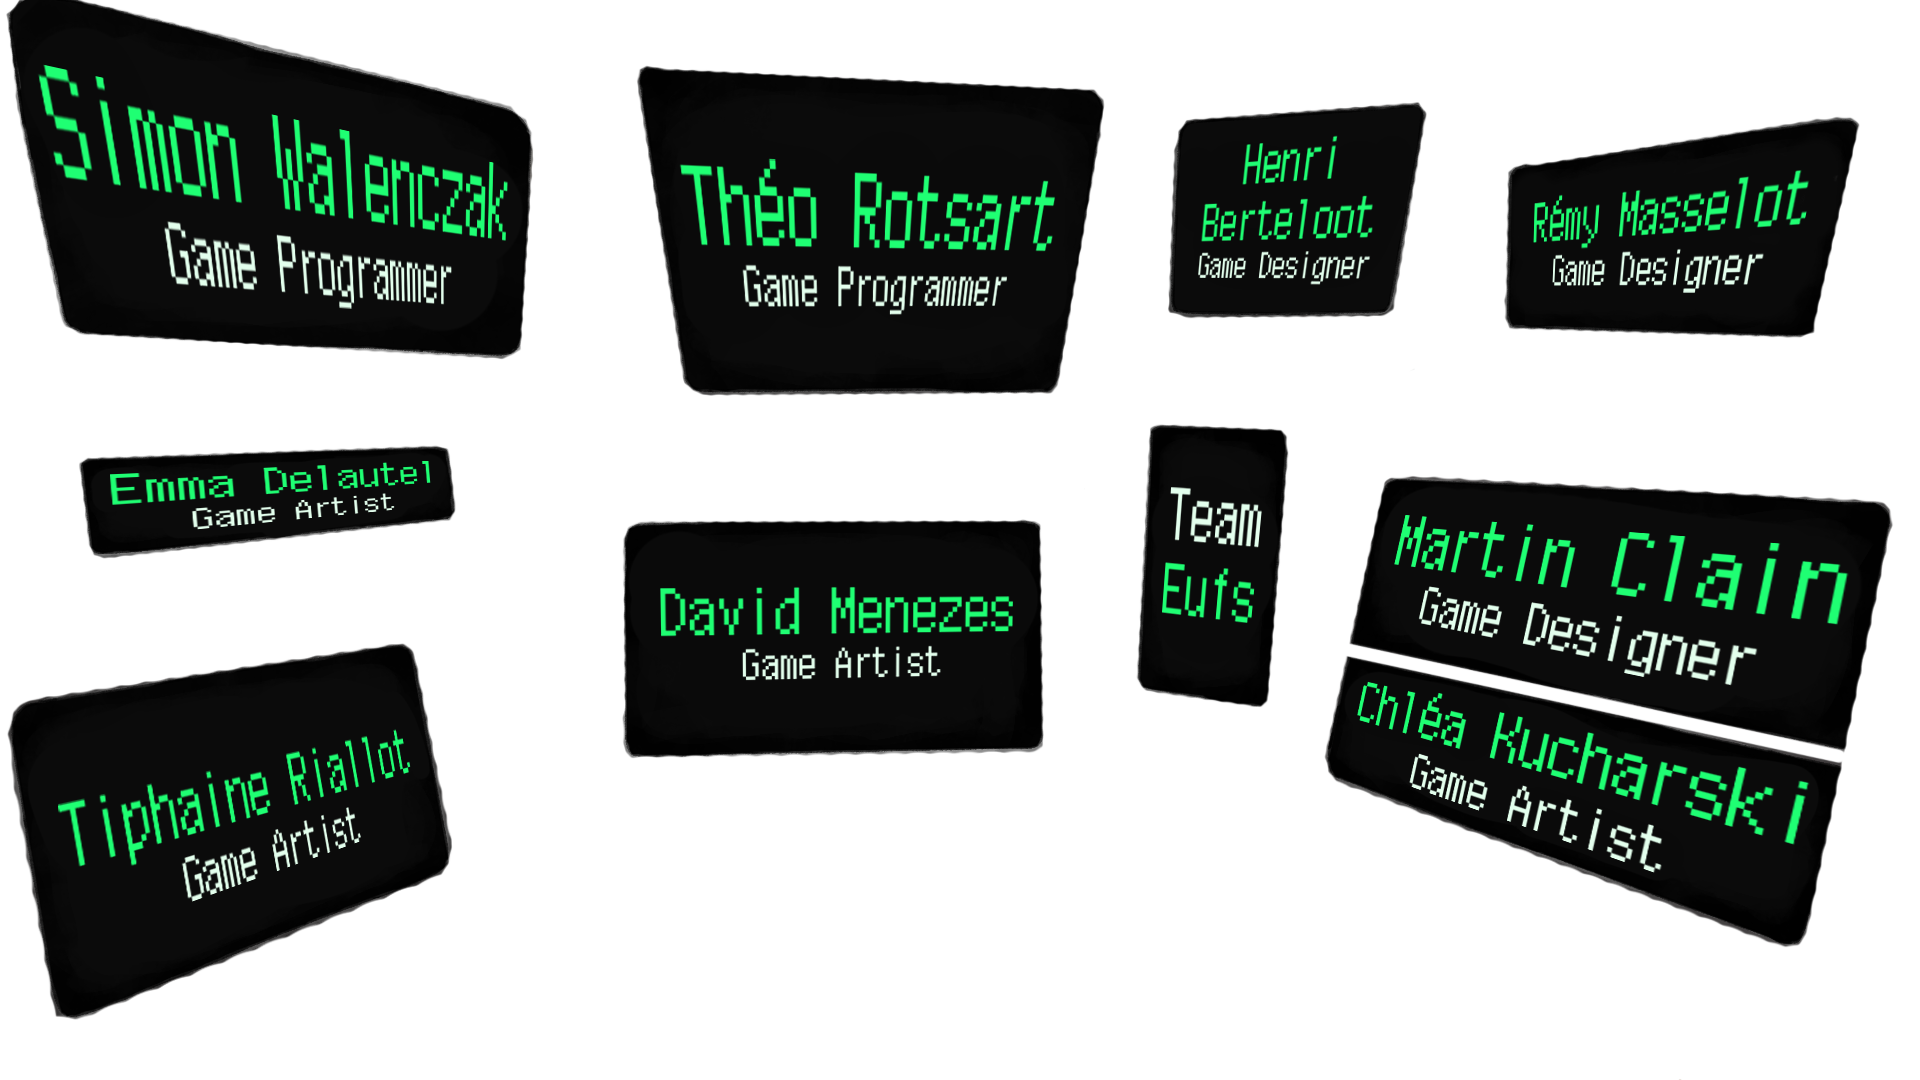 Simon Walenczak
Game Programmer
Théo Rotsart
Game Programmer
Henri
Berteloot
Game Designer
Rémy Masselot
Game Designer
Emma Delautel
Game Artist
David Menezes
Game Artist
Team
Eufs
Martin Clain
Game Designer
Chléa Kucharski
Game Artist
Tiphaine Riallot
Game Artist